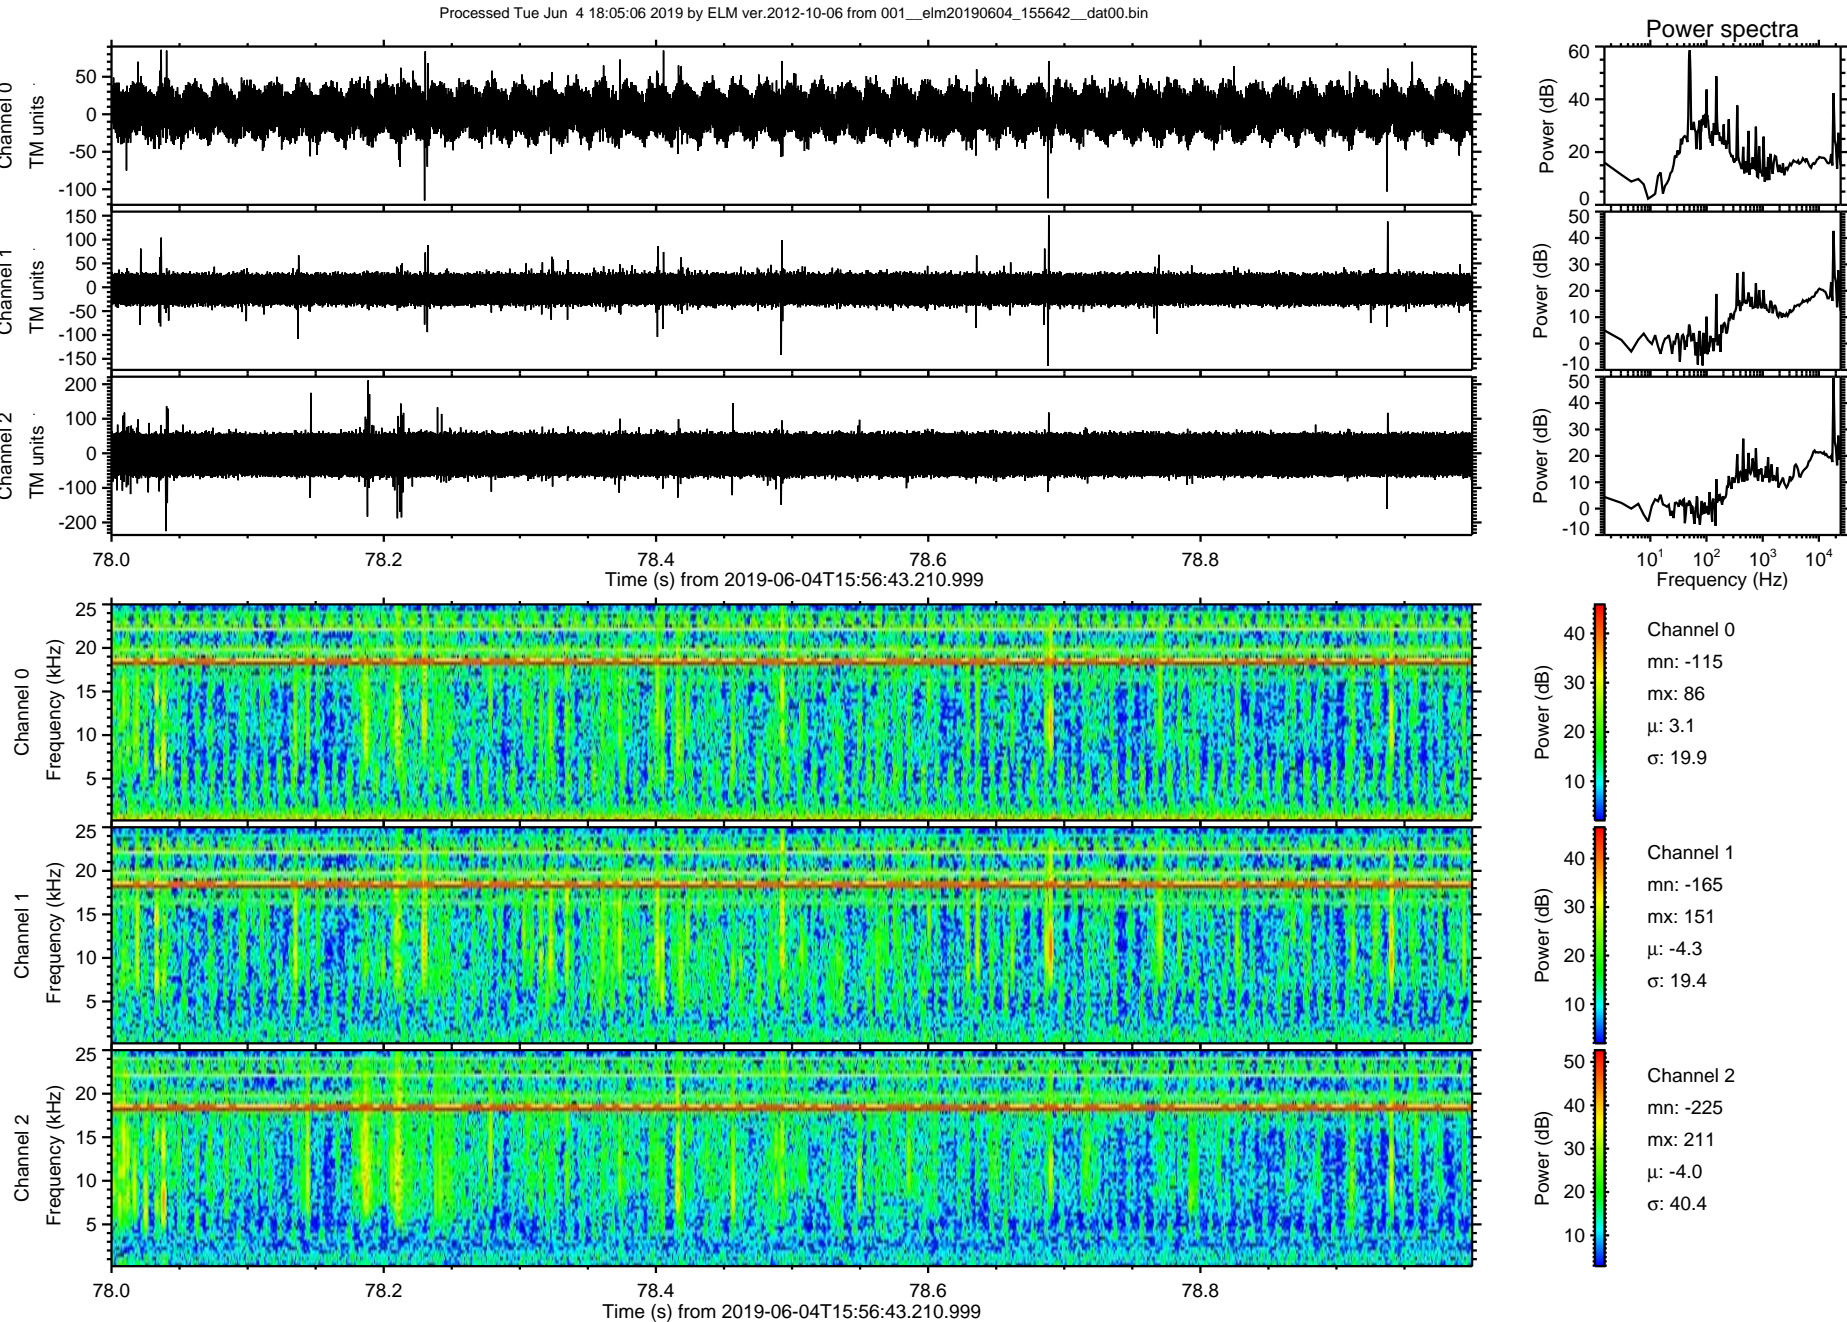 Processed Tue Jun  4 18:05:06 2019 by ELM ver.2012-10-06 from 001__elm20190604_155642__dat00.bin
Power spectra
Channel 0
TM units
50
0
-50
-100
Power (dB)
60
40
20
0
Channel 1
TM units
150
100
50
0
-50
-100
-150
Power (dB)
50
40
30
20
10
0
-10
Channel 2
TM units
200
100
0
-100
-200
Power (dB)
50
40
30
20
10
0
-10
78.0 78.2 78.4 78.6 78.8
Time (s) from 2019-06-04T15:56:43.210.999
10¹ 10² 10³ 10⁴
Frequency (Hz)
Channel 0
Frequency (kHz)
25
20
15
10
5
Power (dB)
40
30
20
10
Channel 0
mn: -115
mx: 86
µ: 3.1
σ: 19.9
Channel 1
Frequency (kHz)
25
20
15
10
5
Power (dB)
40
30
20
10
Channel 1
mn: -165
mx: 151
µ: -4.3
σ: 19.4
Channel 2
Frequency (kHz)
25
20
15
10
5
Power (dB)
50
40
30
20
10
Channel 2
mn: -225
mx: 211
µ: -4.0
σ: 40.4
78.0 78.2 78.4 78.6 78.8
Time (s) from 2019-06-04T15:56:43.210.999